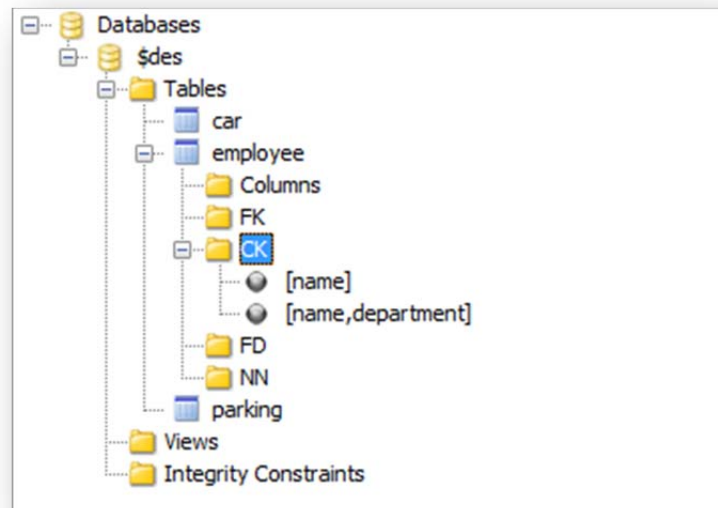 Databases
$des
Tables
car
employee
Columns
FK
CK
[name]
[name,department]
FD
NN
parking
Views
Integrity Constraints